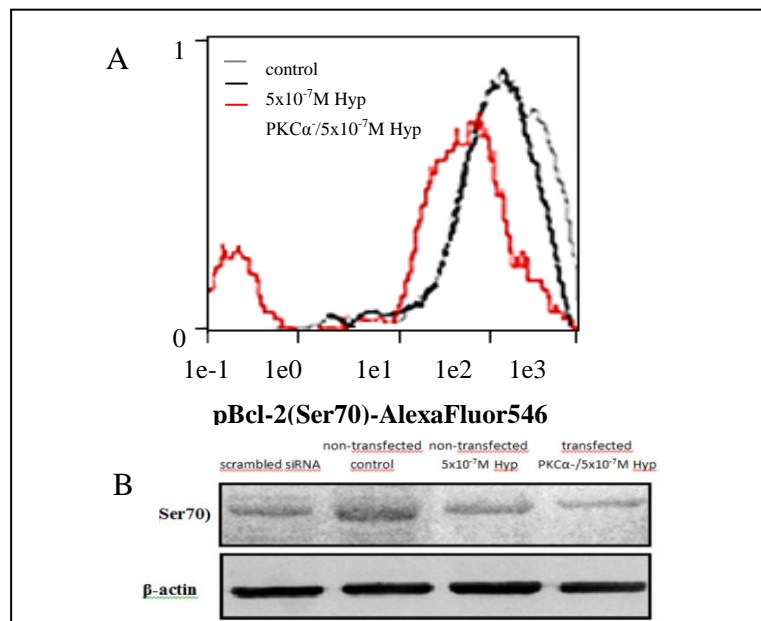 A
1
control
5x10⁻⁷M Hyp
PKCα⁻/5x10⁻⁷M Hyp
0
1e-1 1e0 1e1 1e2 1e3
pBcl-2(Ser70)-AlexaFluor546
scrambled siRNA non-transfected control non-transfected 5x10⁻⁷M Hyp transfected PKCα-/5x10⁻⁷M Hyp
B
Ser70)
β-actin